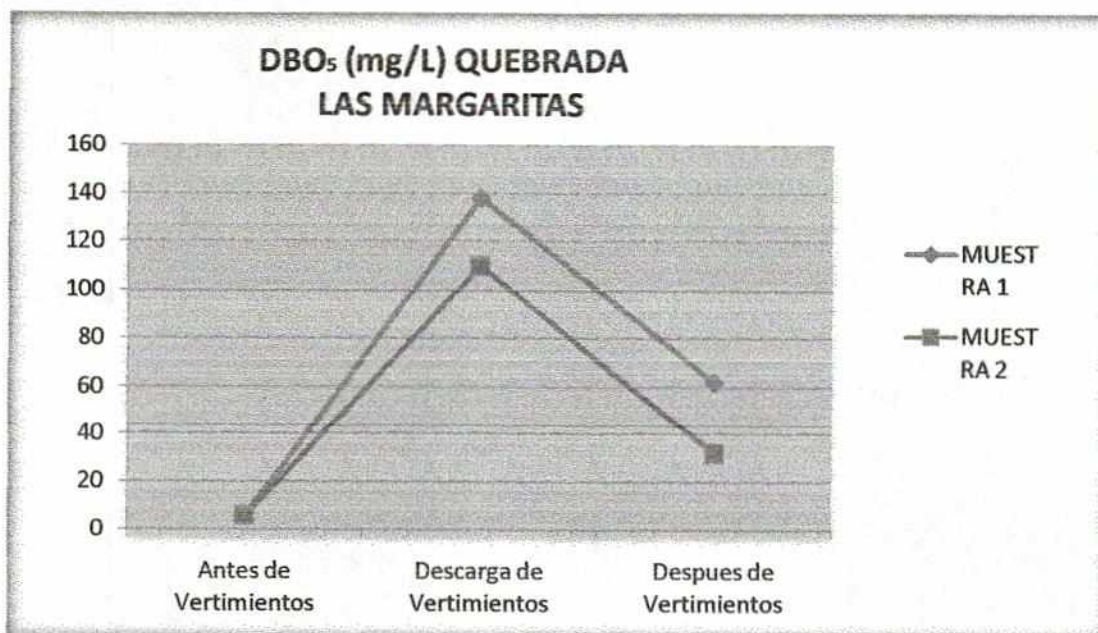 DBO₅ (mg/L) QUEBRADA
LAS MARGARITAS
160
140
120
100
80
60
40
20
0
Antes de
Vertimientos
Descarga de
Vertimientos
Despues de
Vertimientos
MUEST
RA 1
MUEST
RA 2